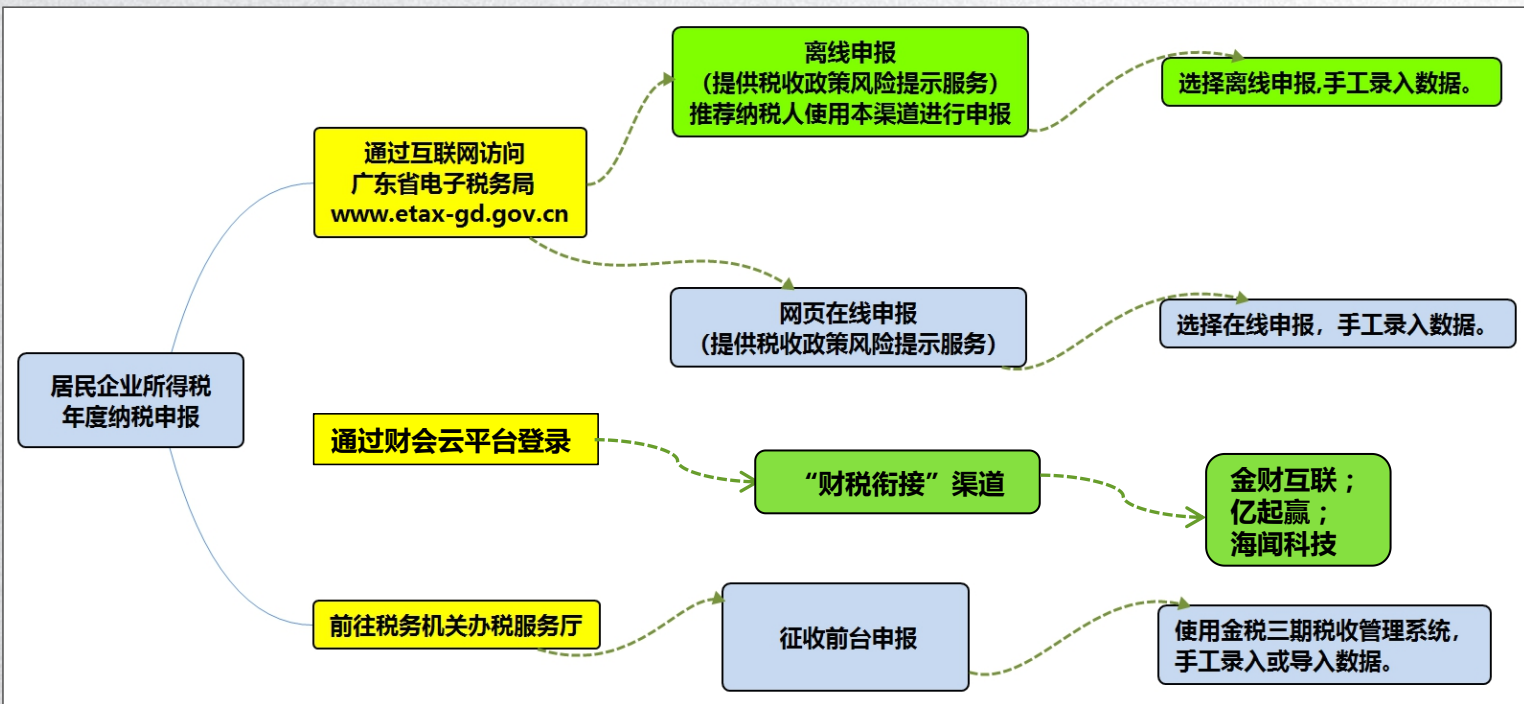 离线申报
（提供税收政策风险提示服务）
推荐纳税人使用本渠道进行申报
选择离线申报,手工录入数据。
通过互联网访问
广东省电子税务局
www.etax-gd.gov.cn
网页在线申报
（提供税收政策风险提示服务）
选择在线申报，手工录入数据。
居民企业所得税
年度纳税申报
通过财会云平台登录
“财税衔接”渠道
金财互联；
亿起赢；
海闻科技
前往税务机关办税服务厅
征收前台申报
使用金税三期税收管理系统，
手工录入或导入数据。